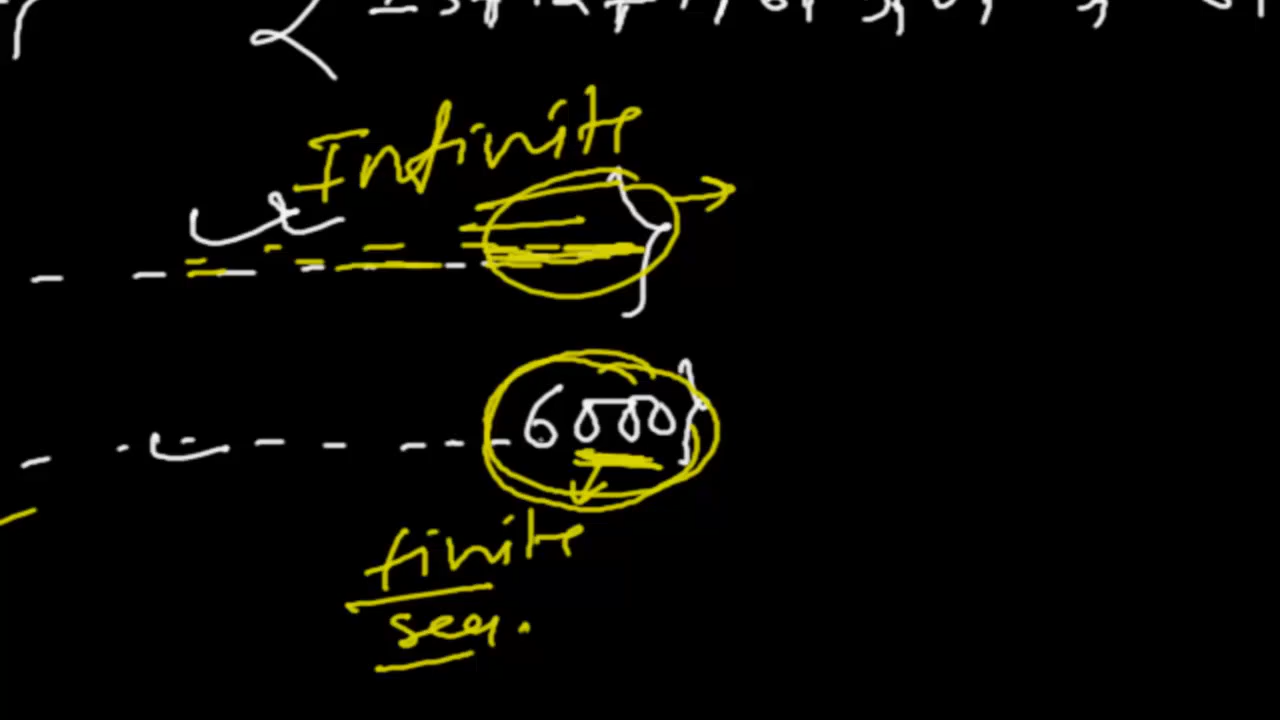 Infinite
- - - - - - - }
- - - - - - - - 6000}
finite
seq.